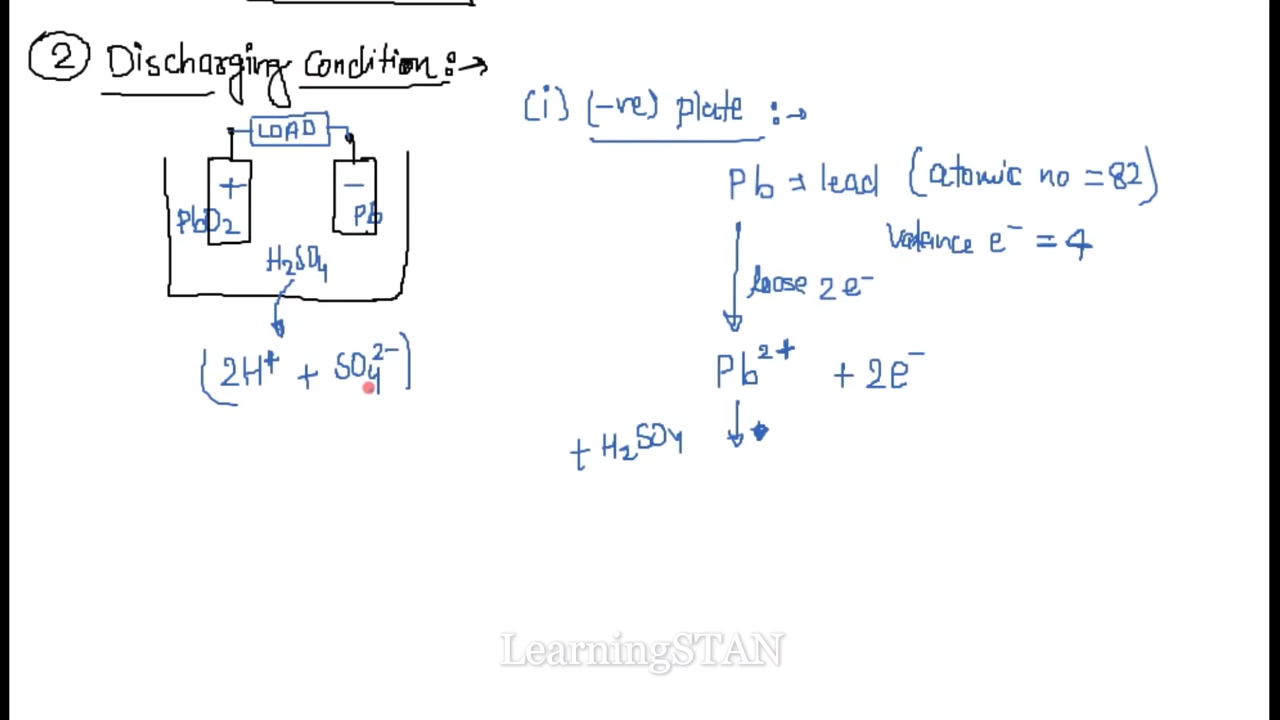 ② Discharging Condition :→
LOAD
+
−
PbO₂
Pb
H₂SO₄
(2H⁺ + SO₄²⁻)
(i) (-ve) plate :→
Pb → lead (atomic no = 82)
Valance e⁻ = 4
loose 2e⁻
Pb²⁺ + 2e⁻
+ H₂SO₄
LearningSTAN